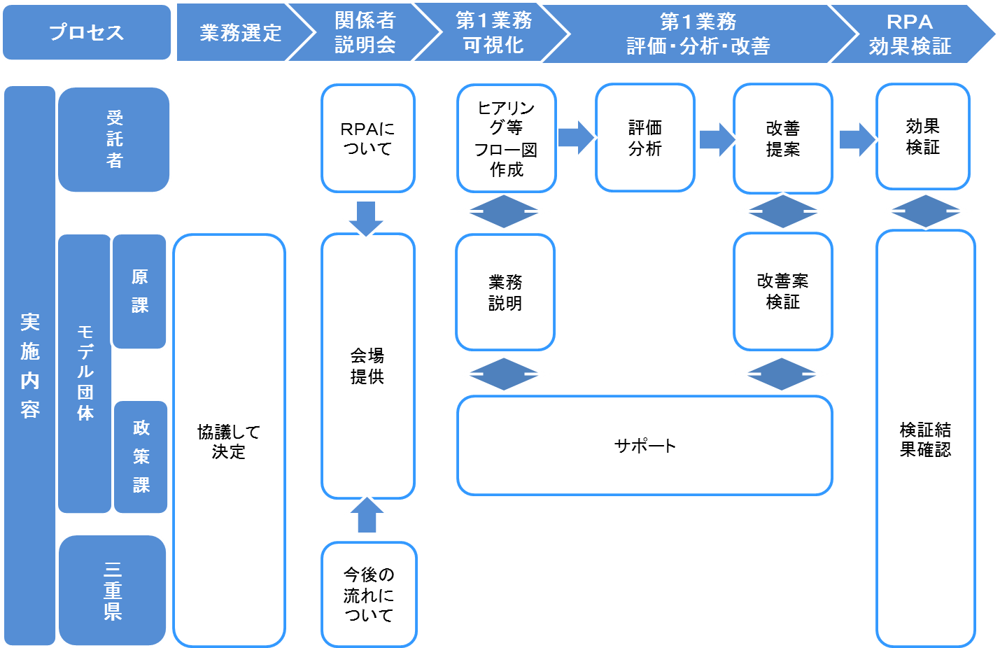 プロセス
業務選定
関係者
説明会
第１業務
可視化
第１業務
評価・分析・改善
RPA
効果検証
実施内容
受託者
RPAに
ついて
ヒアリン
グ等
フロー図
作成
評価
分析
改善
提案
効果
検証
モデル団体
原課
政策課
協議して
決定
会場
提供
業務
説明
改善案
検証
サポート
検証結
果確認
三重県
今後の
流れに
ついて